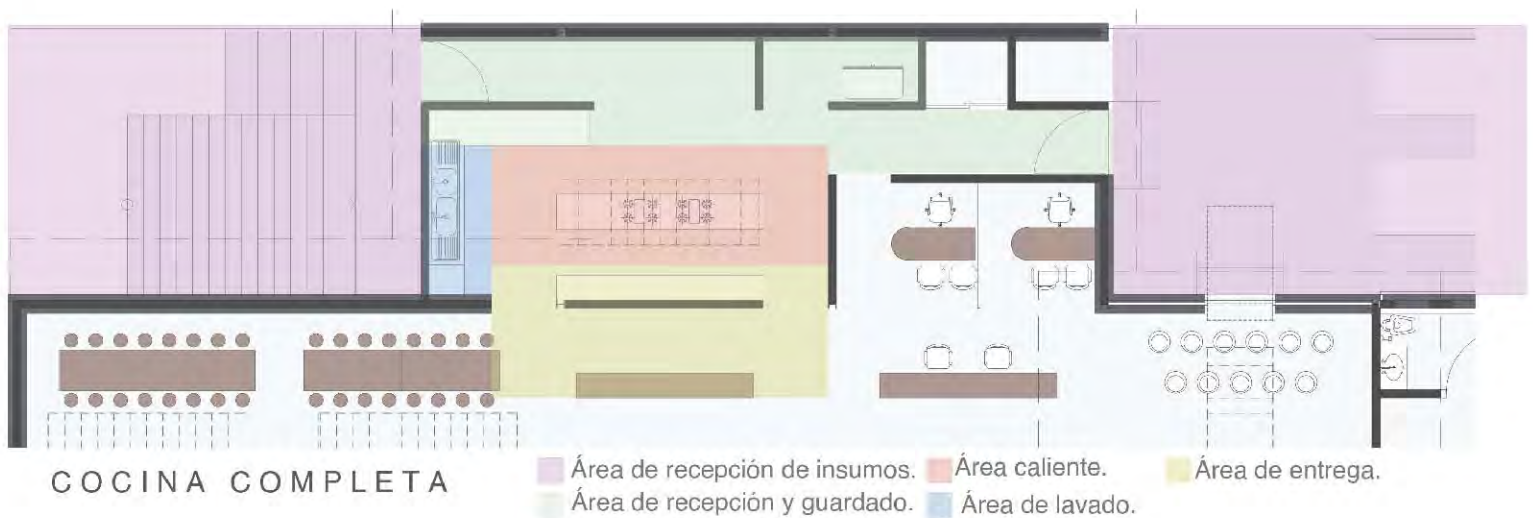 COCINA COMPLETA
Área de recepción de insumos.
Área caliente.
Área de entrega.
Área de recepción y guardado.
Área de lavado.